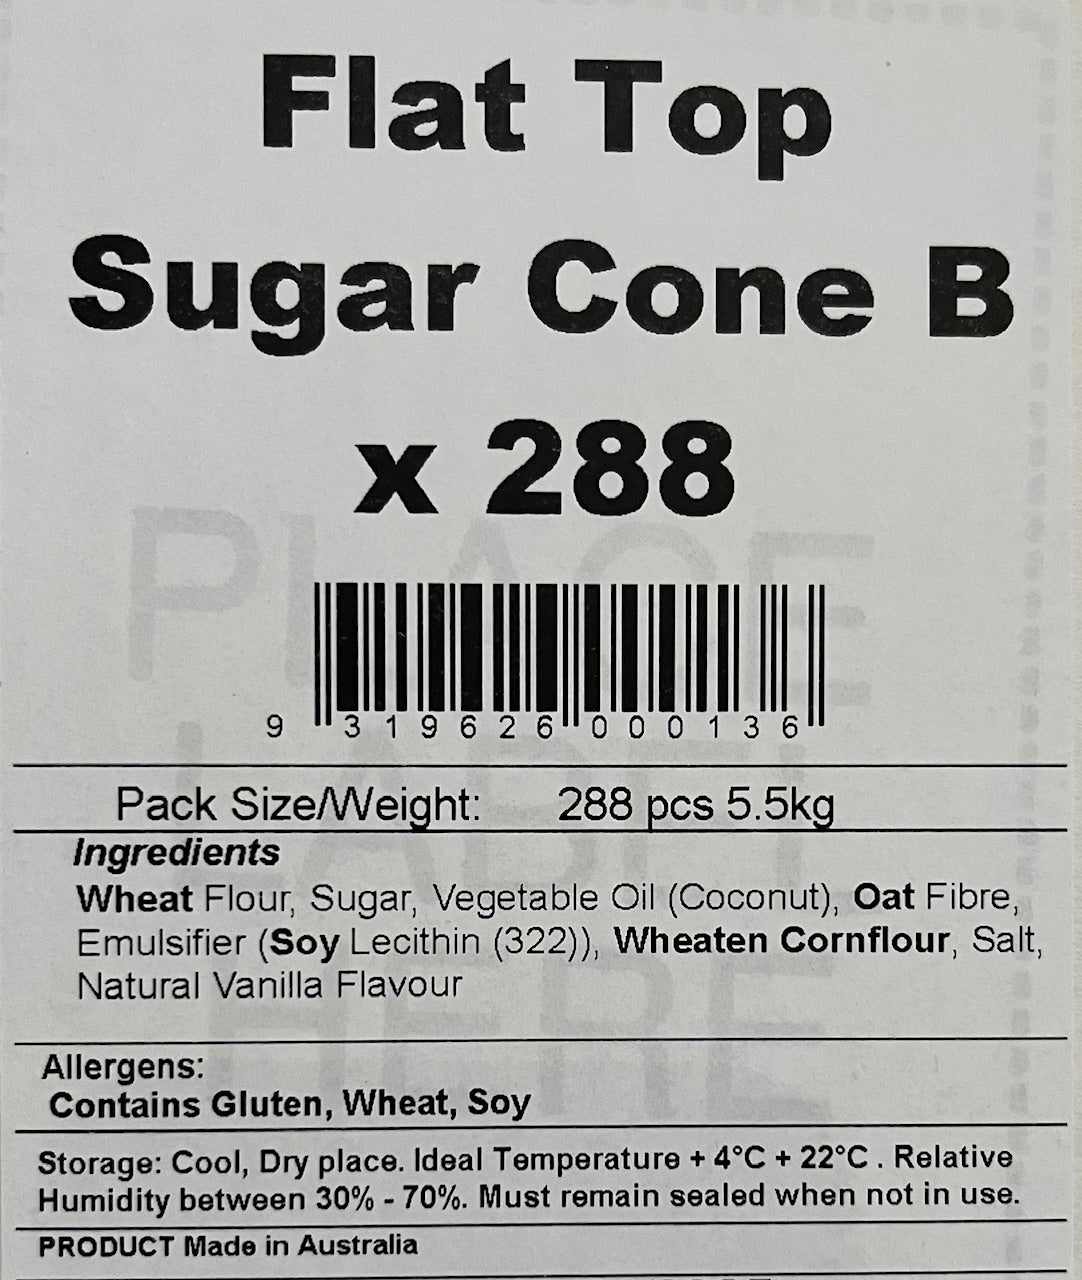 Flat Top
Sugar Cone B
x 288
PLACE
LABEL
HERE
9 319626 000136
Pack Size/Weight: 288 pcs 5.5kg
Ingredients
Wheat Flour, Sugar, Vegetable Oil (Coconut), Oat Fibre,
Emulsifier (Soy Lecithin (322)), Wheaten Cornflour, Salt,
Natural Vanilla Flavour
Allergens:
Contains Gluten, Wheat, Soy
Storage: Cool, Dry place. Ideal Temperature + 4°C + 22°C . Relative
Humidity between 30% - 70%. Must remain sealed when not in use.
PRODUCT Made in Australia